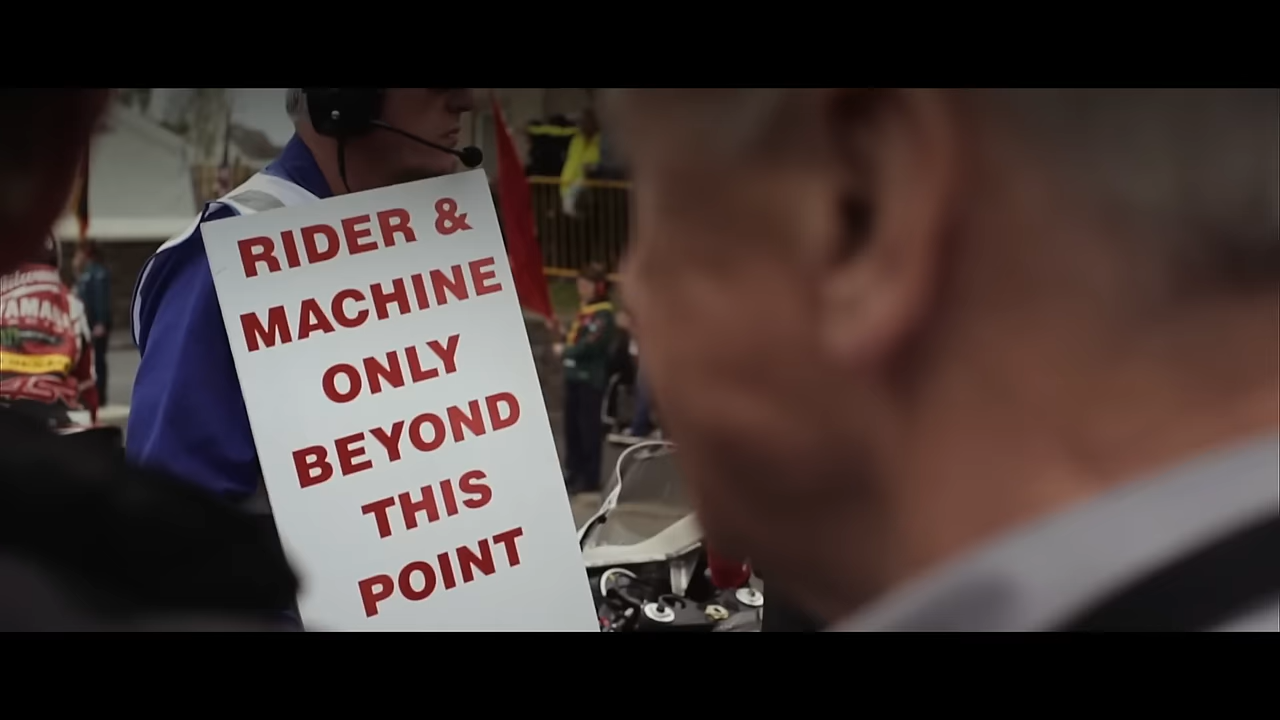 RIDER &
MACHINE
ONLY
BEYOND
THIS
POINT